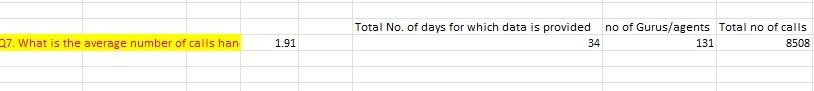 Total No. of days for which data is provided no of Gurus/agents Total no of calls
Q7. What is the average number of calls han 1.91 34 131 8508